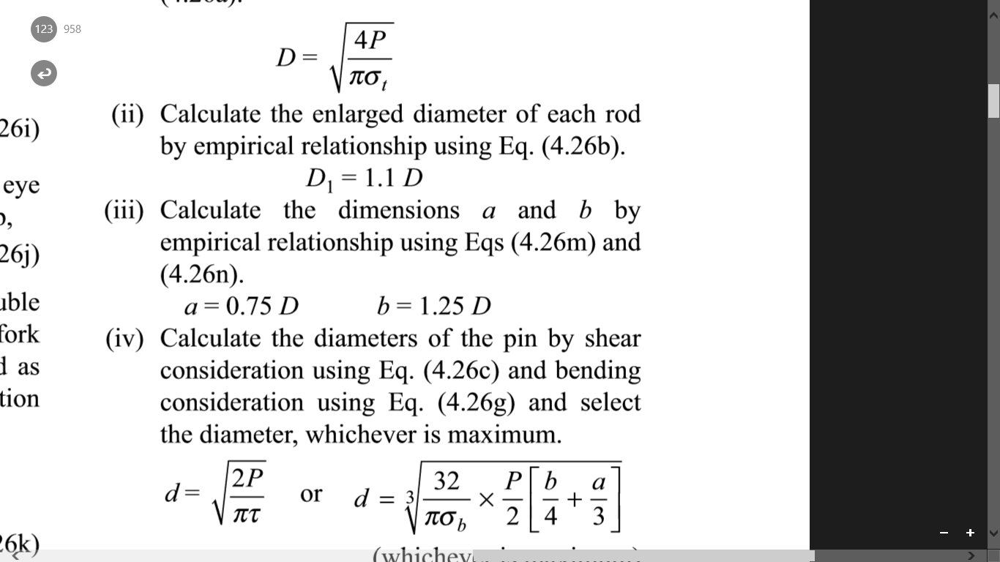 123 958
D = √(4P / πσt)
(ii) Calculate the enlarged diameter of each rod
by empirical relationship using Eq. (4.26b).
D1 = 1.1 D
(iii) Calculate the dimensions a and b by
empirical relationship using Eqs (4.26m) and
(4.26n).
a = 0.75 D b = 1.25 D
(iv) Calculate the diameters of the pin by shear
consideration using Eq. (4.26c) and bending
consideration using Eq. (4.26g) and select
the diameter, whichever is maximum.
d = √(2P / πτ) or d = ∛(32 / πσb × P / 2 [b / 4 + a / 3])
26i)
eye
26j)
fork
as
tion
26k)